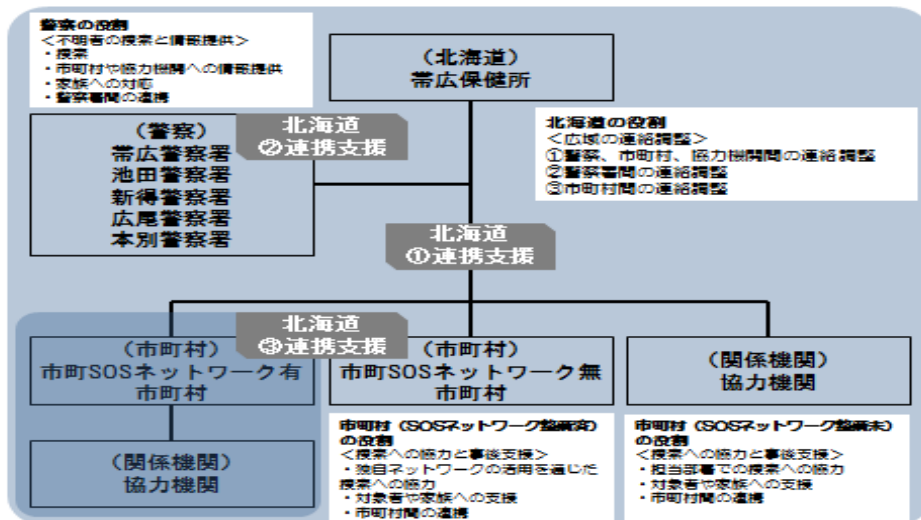 警察の役割
＜不明者の捜索と情報提供＞
・捜索
・市町村や協力機関への情報提供
・家族への対応
・警察署間の連携
（北海道）
帯広保健所
（警察）
帯広警察署
池田警察署
新得警察署
広尾警察署
本別警察署
北海道
②連携支援
北海道の役割
＜広域の連絡調整＞
①警察、市町村、協力機関間の連絡調整
②警察署間の連絡調整
③市町村間の連絡調整
北海道
①連携支援
北海道
③連携支援
（市町村）
市町SOSネットワーク有
市町村
（市町村）
市町SOSネットワーク無
市町村
（関係機関）
協力機関
（関係機関）
協力機関
市町村（SOSネットワーク整備済）
の役割
＜捜索への協力と事後支援＞
・独自ネットワークの活用を通じた
捜索への協力
・対象者や家族への支援
・市町村間の連携
市町村（SOSネットワーク整備未）
の役割
＜捜索への協力と事後支援＞
・担当部署での捜索への協力
・対象者や家族への支援
・市町村間の連携